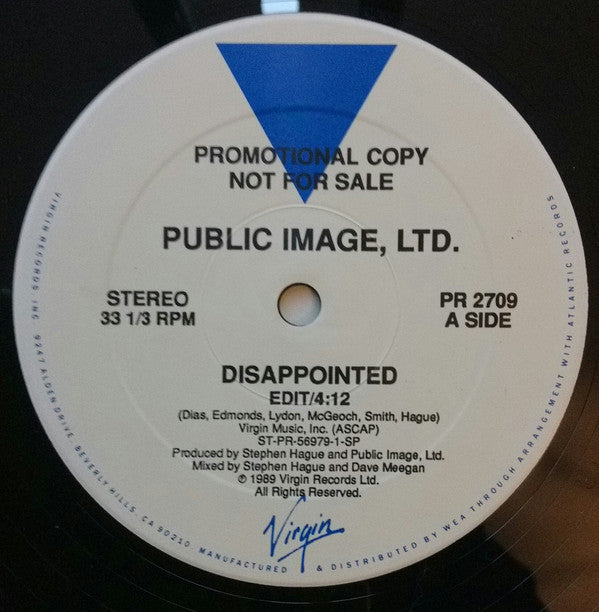 PROMOTIONAL COPY
NOT FOR SALE
PUBLIC IMAGE, LTD.
STEREO
33 1/3 RPM
PR 2709
A SIDE
DISAPPOINTED
EDIT/4:12
(Dias, Edmonds, Lydon, McGeoch, Smith, Hague)
Virgin Music, Inc. (ASCAP)
ST-PR-56979-1-SP
Produced by Stephen Hague and Public Image, Ltd.
Mixed by Stephen Hague and Dave Meegan
℗ 1989 Virgin Records Ltd.
All Rights Reserved.
Virgin
VIRGIN RECORDS INC. 9247 ALDEN DRIVE, BEVERLY HILLS, CA 90210. MANUFACTURED & DISTRIBUTED BY WEA THROUGH ARRANGEMENT WITH ATLANTIC RECORDS